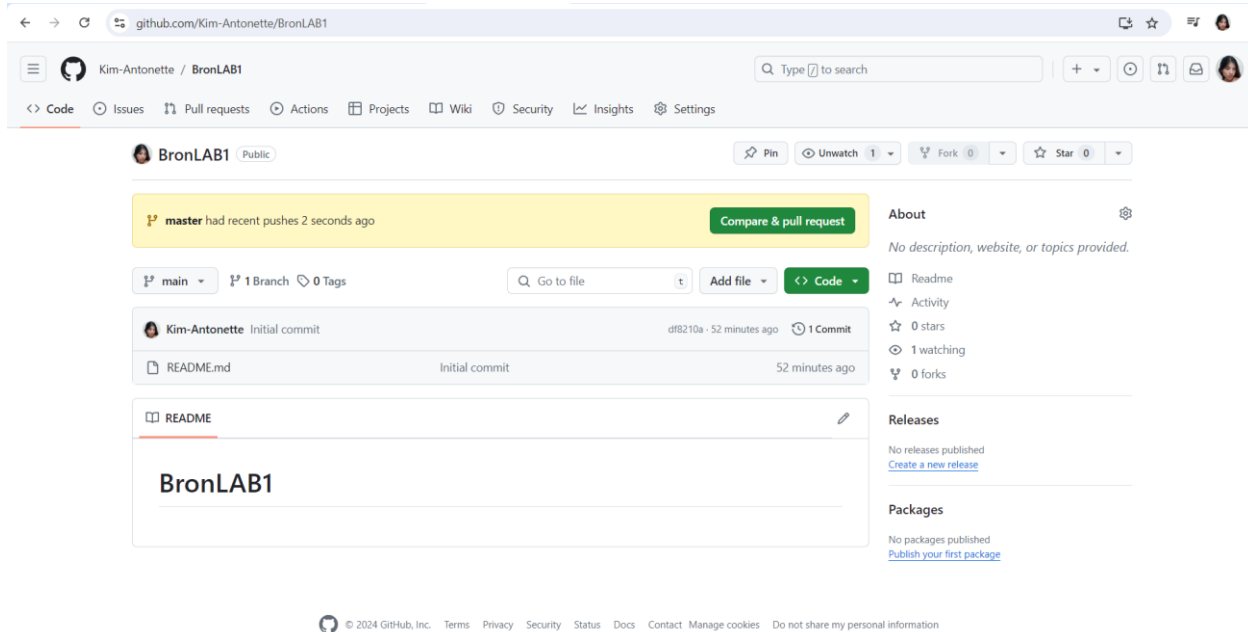 github.com/Kim-Antonette/BronLAB1
Kim-Antonette / BronLAB1
Type / to search
Code Issues Pull requests Actions Projects Wiki Security Insights Settings
BronLAB1 Public
Pin Unwatch 1 Fork 0 Star 0
master had recent pushes 2 seconds ago
Compare & pull request
main 1 Branch 0 Tags
Go to file t
Add file <> Code
Kim-Antonette Initial commit
df8210a · 52 minutes ago 1 Commit
README.md Initial commit 52 minutes ago
README
BronLAB1
About
No description, website, or topics provided.
Readme
Activity
0 stars
1 watching
0 forks
Releases
No releases published
Create a new release
Packages
No packages published
Publish your first package
© 2024 GitHub, Inc. Terms Privacy Security Status Docs Contact Manage cookies Do not share my personal information